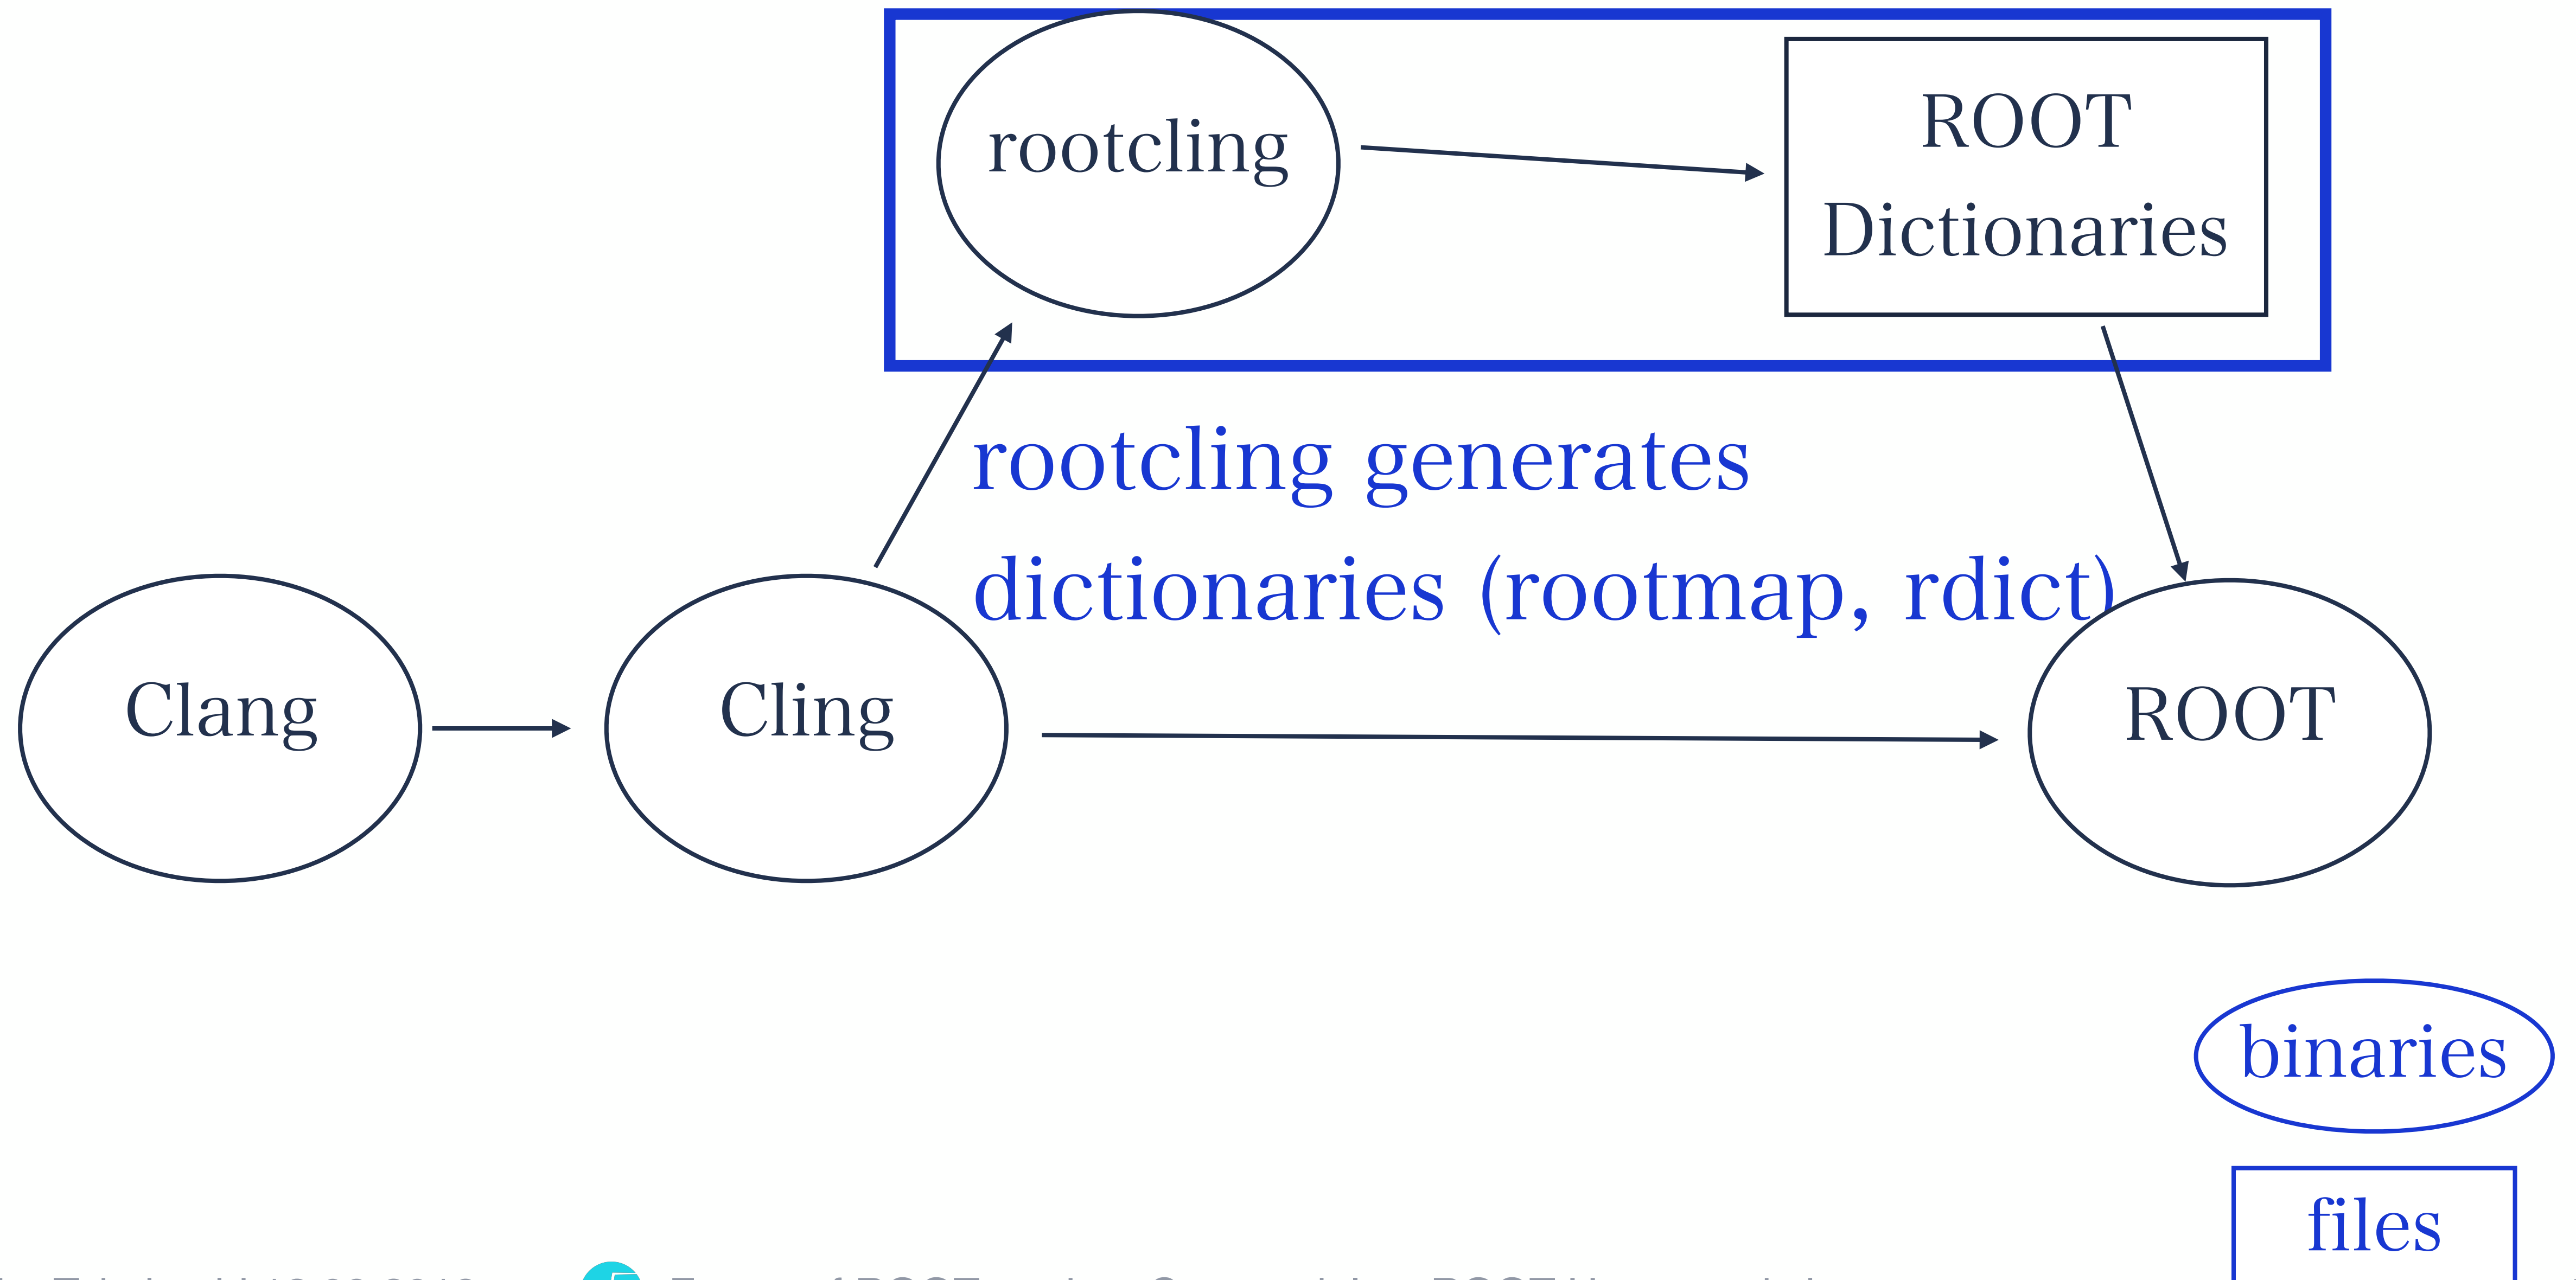 rootcling
ROOT
Dictionaries
rootcling generates
dictionaries (rootmap, rdict)
Clang
Cling
ROOT
binaries
files